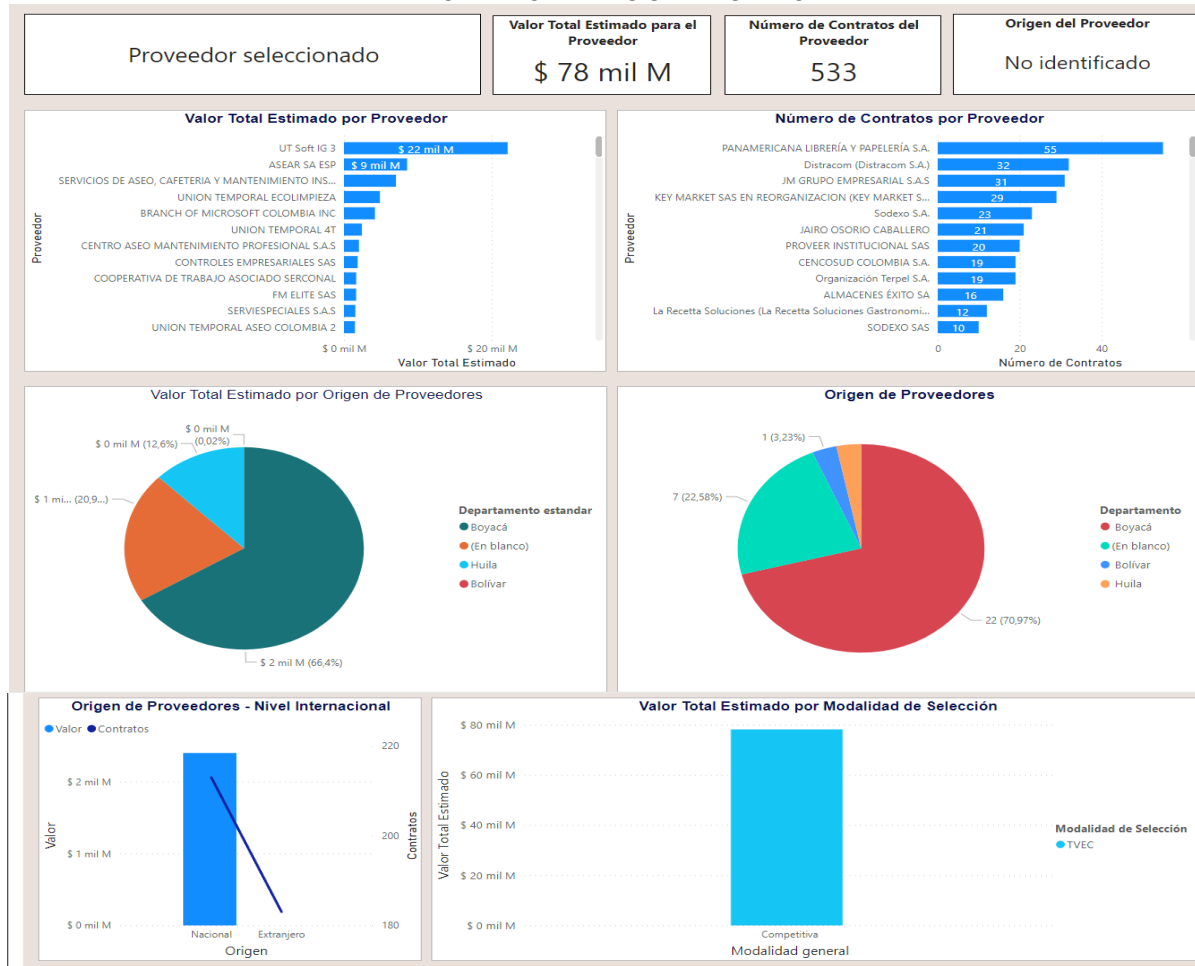 Proveedor seleccionado
Valor Total Estimado para el
Proveedor
$ 78 mil M
Número de Contratos del
Proveedor
533
Origen del Proveedor
No identificado
Valor Total Estimado por Proveedor
Proveedor
UT Soft IG 3
$ 22 mil M
ASEAR SA ESP
$ 9 mil M
SERVICIOS DE ASEO, CAFETERIA Y MANTENIMIENTO INS...
UNION TEMPORAL ECOLIMPIEZA
BRANCH OF MICROSOFT COLOMBIA INC
UNION TEMPORAL 4T
CENTRO ASEO MANTENIMIENTO PROFESIONAL S.A.S
CONTROLES EMPRESARIALES SAS
COOPERATIVA DE TRABAJO ASOCIADO SERCONAL
FM ELITE SAS
SERVIESPECIALES S.A.S
UNION TEMPORAL ASEO COLOMBIA 2
$ 0 mil M
$ 20 mil M
Valor Total Estimado
Número de Contratos por Proveedor
Proveedor
PANAMERICANA LIBRERÍA Y PAPELERÍA S.A.
55
Distracom (Distracom S.A.)
32
JM GRUPO EMPRESARIAL S.A.S
31
KEY MARKET SAS EN REORGANIZACION (KEY MARKET S...
29
Sodexo S.A.
23
JAIRO OSORIO CABALLERO
21
PROVEER INSTITUCIONAL SAS
20
CENCOSUD COLOMBIA S.A.
19
Organización Terpel S.A.
19
ALMACENES ÉXITO SA
16
La Recetta Soluciones (La Recetta Soluciones Gastronomi...
12
SODEXO SAS
10
0
20
40
Número de Contratos
Valor Total Estimado por Origen de Proveedores
$ 0 mil M
(0,02%)
$ 0 mil M (12,6%)
$ 1 mi... (20,9...)
$ 2 mil M (66,4%)
Departamento estandar
Boyacá
(En blanco)
Huila
Bolívar
Origen de Proveedores
1 (3,23%)
7 (22,58%)
22 (70,97%)
Departamento
Boyacá
(En blanco)
Bolívar
Huila
Origen de Proveedores - Nivel Internacional
Valor
Contratos
220
$ 2 mil M
200
$ 1 mil M
180
$ 0 mil M
Valor
Contratos
Nacional
Extranjero
Origen
Valor Total Estimado por Modalidad de Selección
$ 80 mil M
$ 60 mil M
$ 40 mil M
$ 20 mil M
$ 0 mil M
Valor Total Estimado
Competitiva
Modalidad general
Modalidad de Selección
TVEC